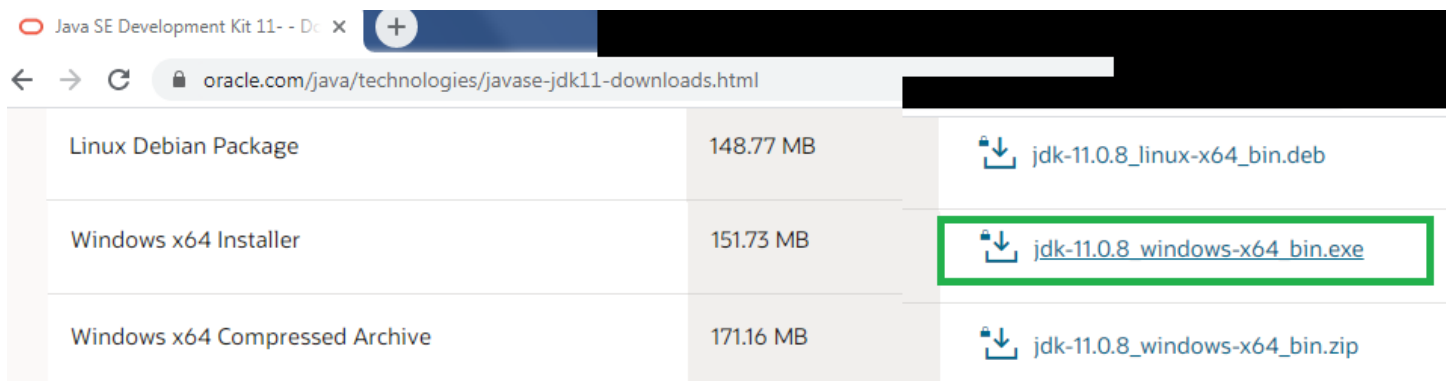 Java SE Development Kit 11- - Do
oracle.com/java/technologies/javase-jdk11-downloads.html
Linux Debian Package 148.77 MB jdk-11.0.8_linux-x64_bin.deb
Windows x64 Installer 151.73 MB jdk-11.0.8_windows-x64_bin.exe
Windows x64 Compressed Archive 171.16 MB jdk-11.0.8_windows-x64_bin.zip